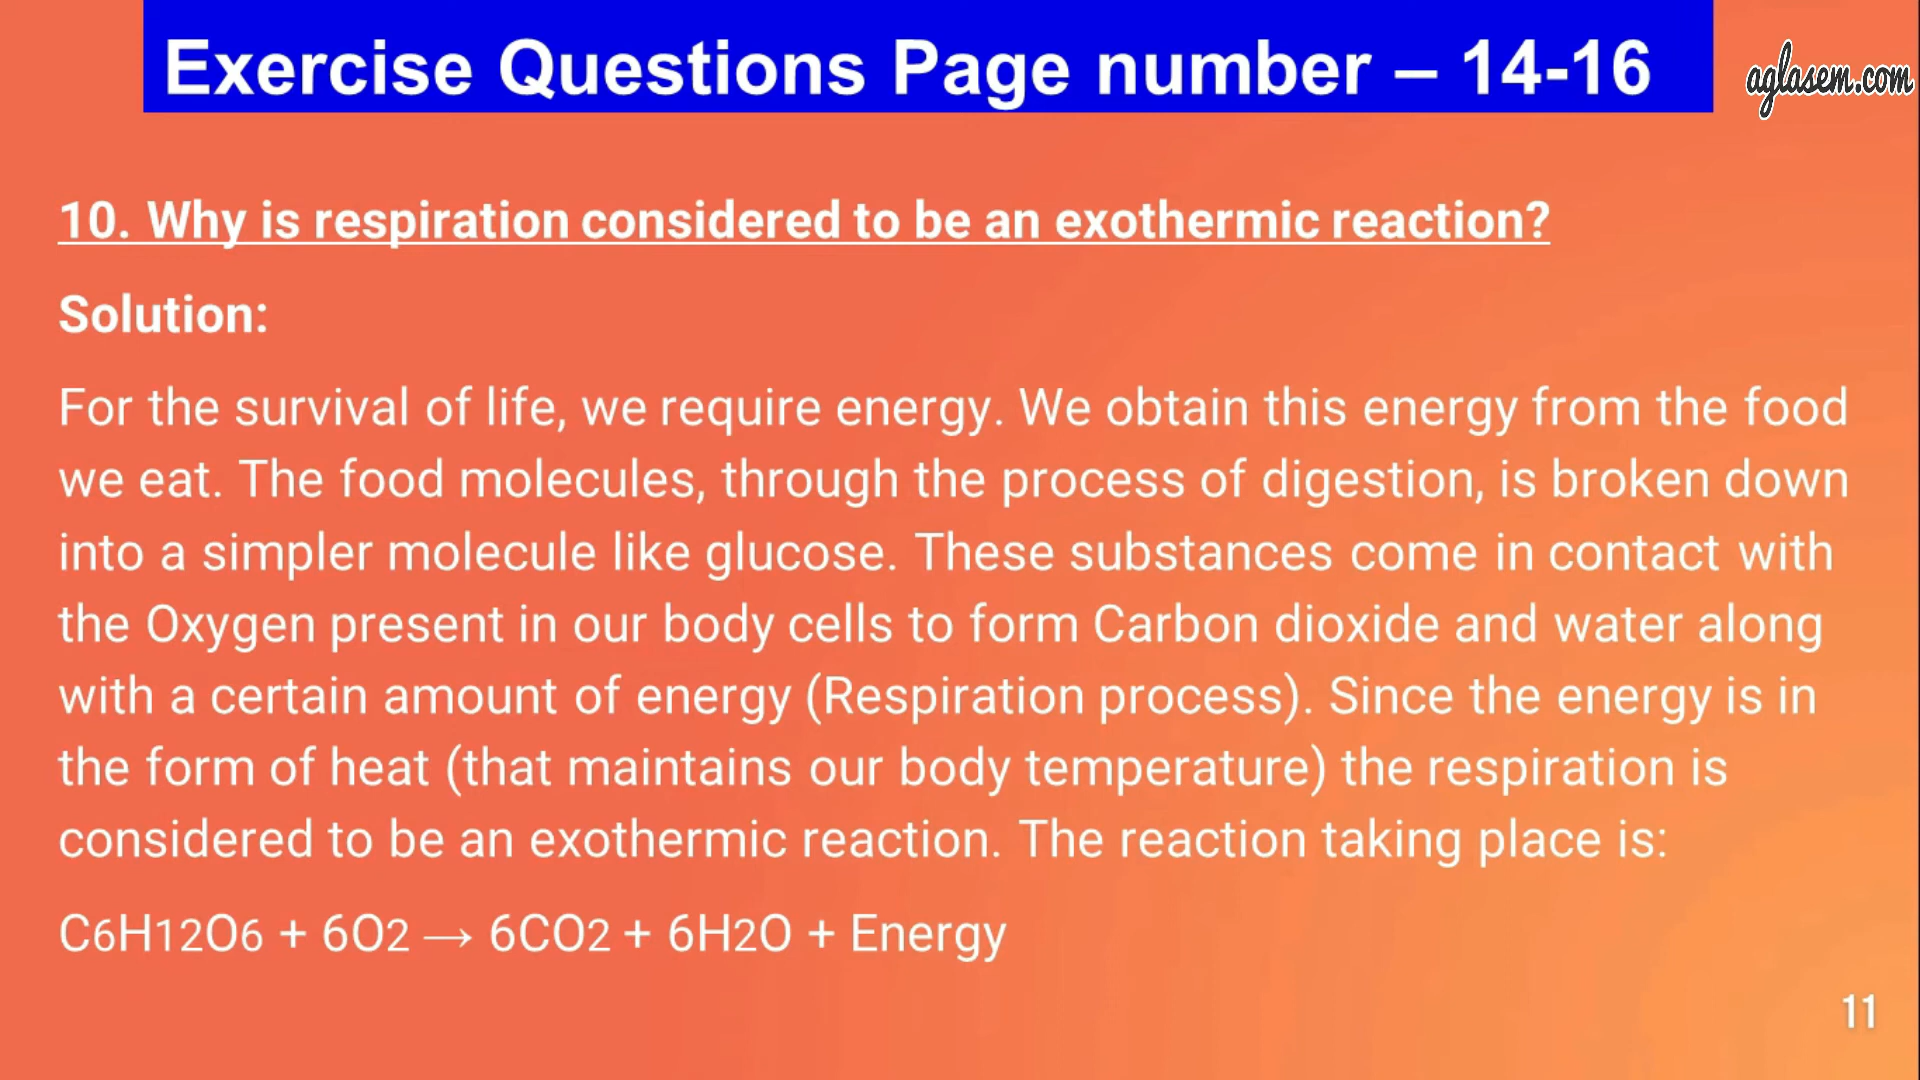 Exercise Questions Page number – 14-16
aglasem.com
10. Why is respiration considered to be an exothermic reaction?
Solution:
For the survival of life, we require energy. We obtain this energy from the food
we eat. The food molecules, through the process of digestion, is broken down
into a simpler molecule like glucose. These substances come in contact with
the Oxygen present in our body cells to form Carbon dioxide and water along
with a certain amount of energy (Respiration process). Since the energy is in
the form of heat (that maintains our body temperature) the respiration is
considered to be an exothermic reaction. The reaction taking place is:
C6H12O6 + 6O2 → 6CO2 + 6H2O + Energy
11